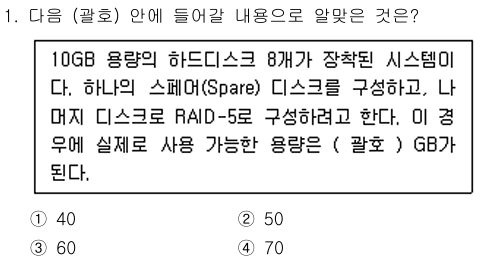 1. 다음 (괄호) 안에 들어갈 내용으로 알맞은 것은?
10GB 용량의 하드디스크 8개가 장착된 시스템이
다. 하나의 스페어(Spare) 디스크를 구성하고, 나
머지 디스크로 RAID-5로 구성하려고 한다. 이 경
우에 실제로 사용 가능한 용량은 ( 괄호 ) GB가
된다.
① 40 ② 50
③ 60 ④ 70